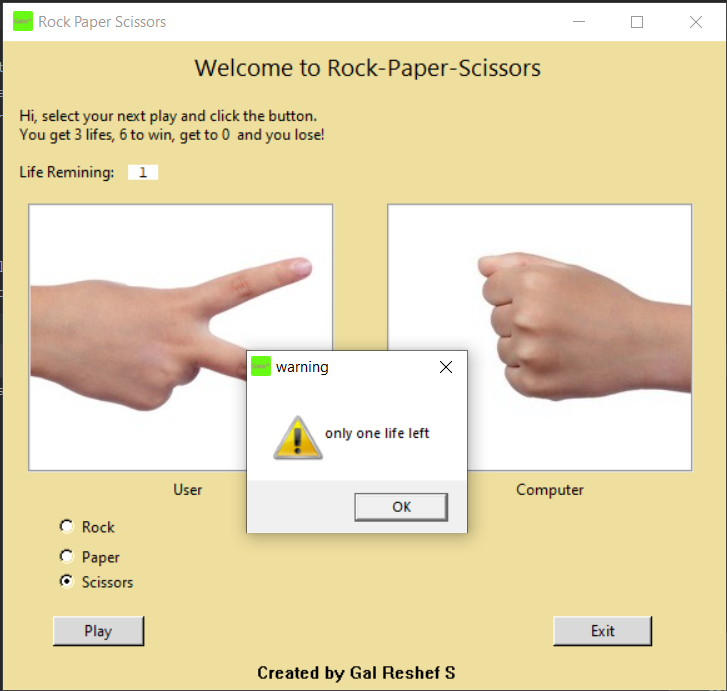 Rock Paper Scissors
Welcome to Rock-Paper-Scissors
Hi, select your next play and click the button.
You get 3 lifes, 6 to win, get to 0  and you lose!
Life Remining: 1
warning
only one life left
OK
User
Computer
Rock
Paper
Scissors
Play
Exit
Created by Gal Reshef S